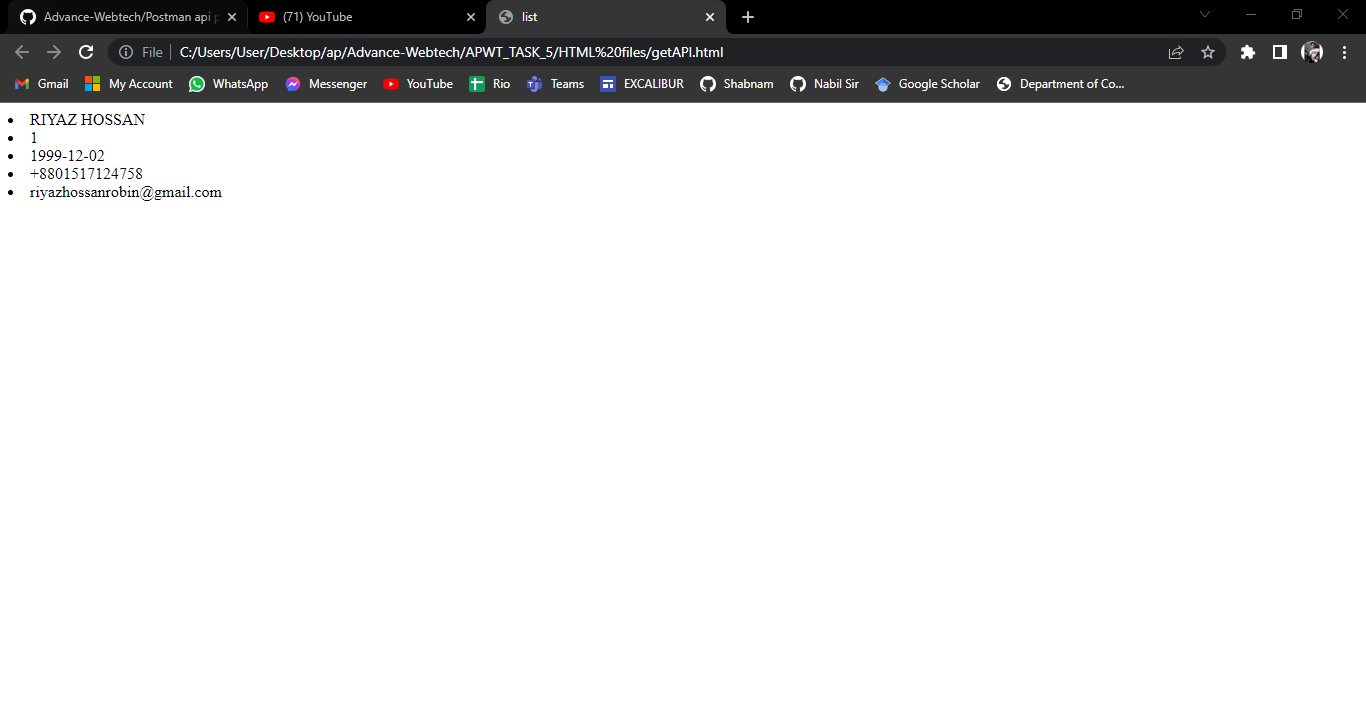 Advance-Webtech/Postman api
(71) YouTube
list
File
C:/Users/User/Desktop/ap/Advance-Webtech/APWT_TASK_5/HTML%20files/getAPI.html
Gmail My Account WhatsApp Messenger YouTube Rio Teams EXCALIBUR Shabnam Nabil Sir Google Scholar Department of Co...
RIYAZ HOSSAN
1
1999-12-02
+8801517124758
riyazhossanrobin@gmail.com